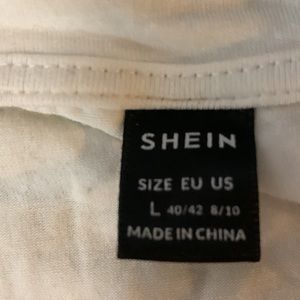 SHEIN
SIZE EU US
L 40/42 8/10
MADE IN CHINA